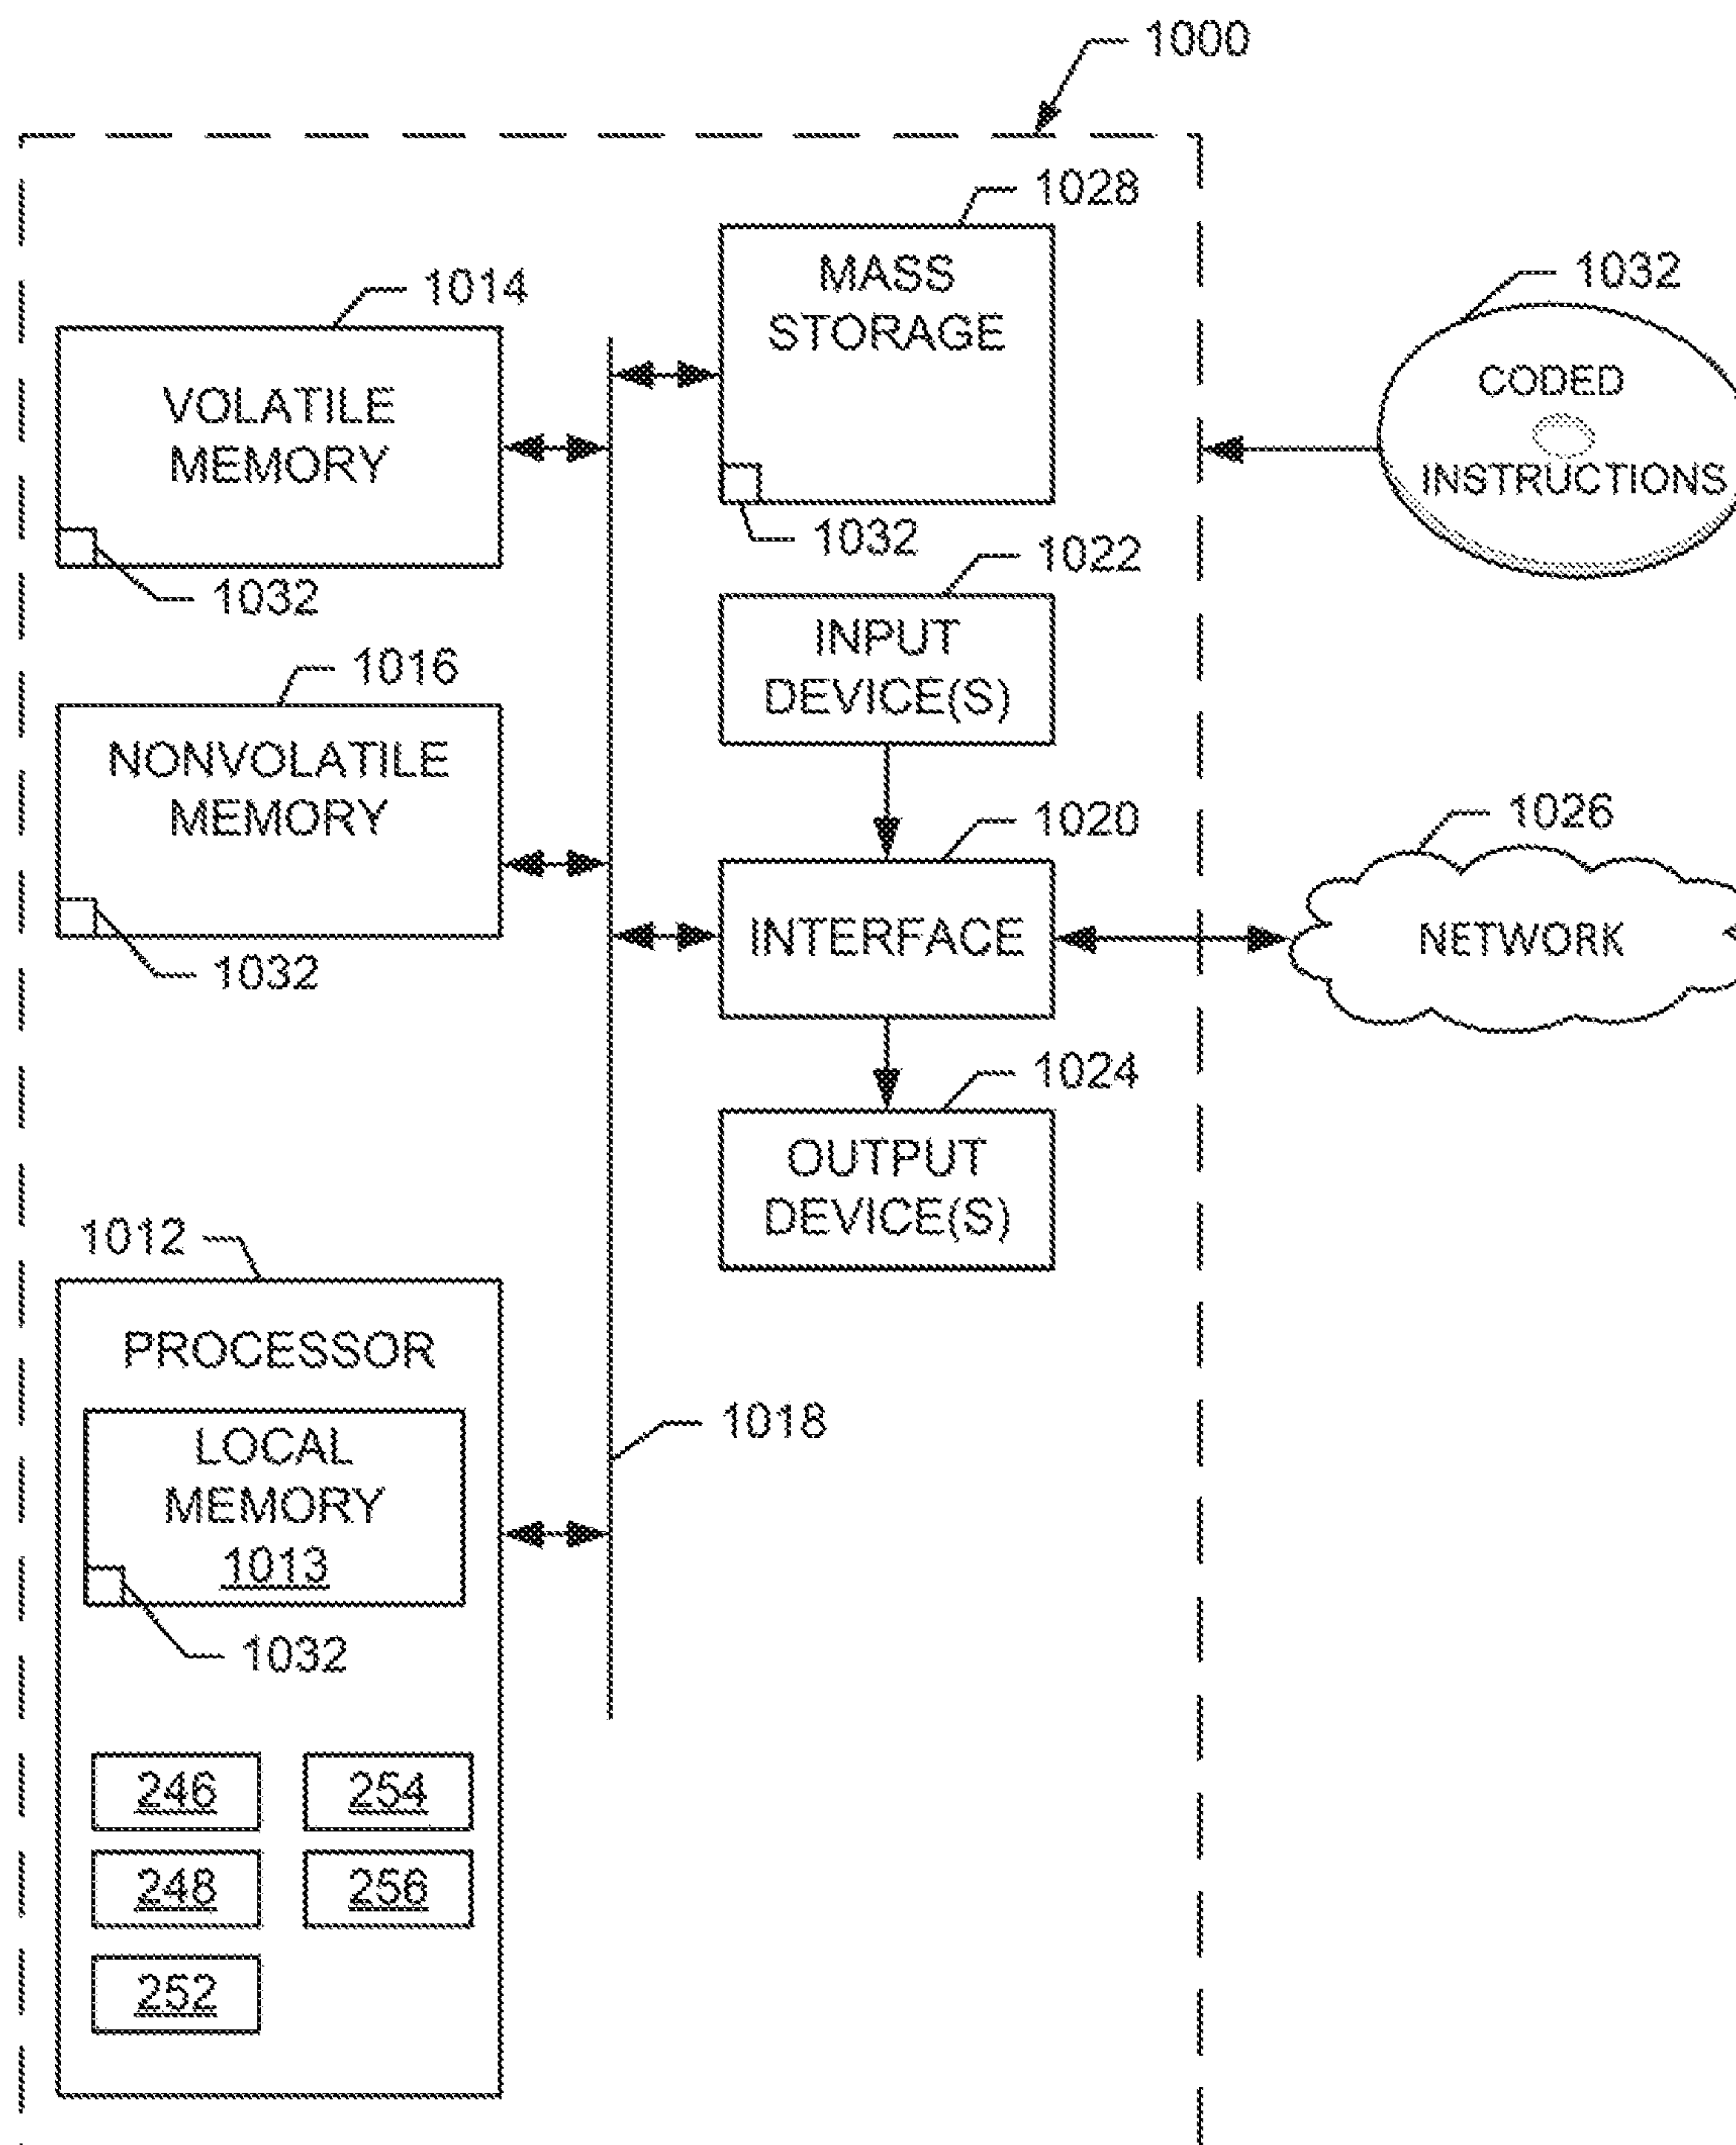 1000
1028
MASS
STORAGE
1032
1014
VOLATILE
MEMORY
1032
1032
CODED
INSTRUCTIONS
1022
INPUT
DEVICE(S)
1016
NONVOLATILE
MEMORY
1032
1020
INTERFACE
1026
NETWORK
1024
OUTPUT
DEVICE(S)
1012
PROCESSOR
LOCAL
MEMORY
1013
1032
1018
246
254
248
256
252